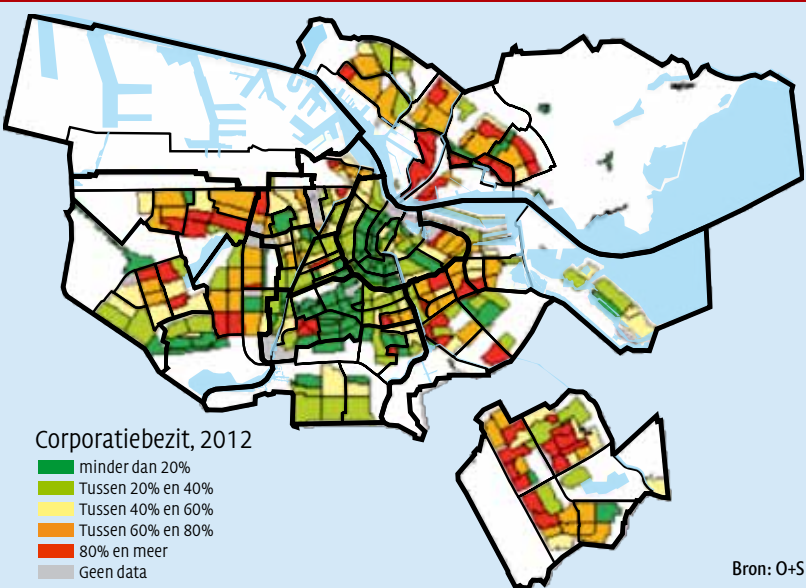 Corporatiebezit, 2012
minder dan 20%
Tussen 20% en 40%
Tussen 40% en 60%
Tussen 60% en 80%
80% en meer
Geen data
Bron: O+S